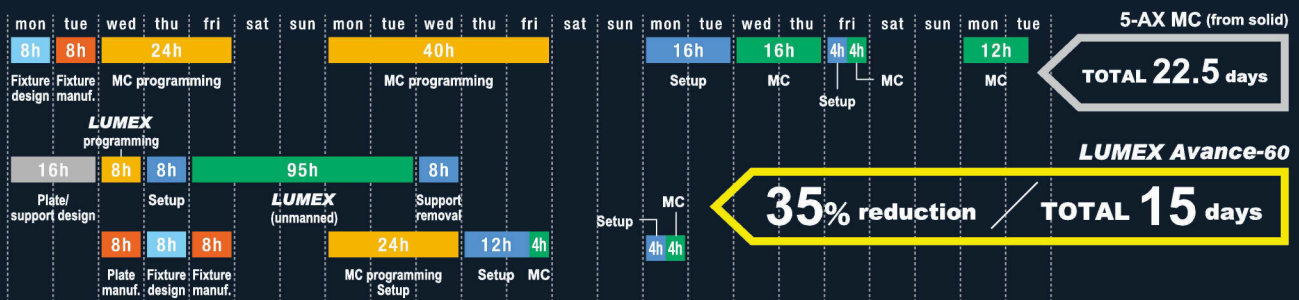 mon tue wed thu fri sat sun mon tue wed thu fri sat sun mon tue wed thu fri sat sun mon tue
5-AX MC (from solid)
8h 8h 24h 40h 16h 16h 4h 4h 12h
TOTAL 22.5 days
Fixture design
Fixture manuf.
MC programming
MC programming
Setup
MC
Setup
MC
MC
LUMEX
programming
LUMEX Avance-60
16h 8h 8h 95h 8h
Plate/
support design
Setup
LUMEX
(unmanned)
Support
removal
35% reduction / TOTAL 15 days
Setup
MC
8h 8h 8h 24h 12h 4h 4h 4h
Plate
manuf.
Fixture
design
Fixture
manuf.
MC programming
Setup
Setup
MC